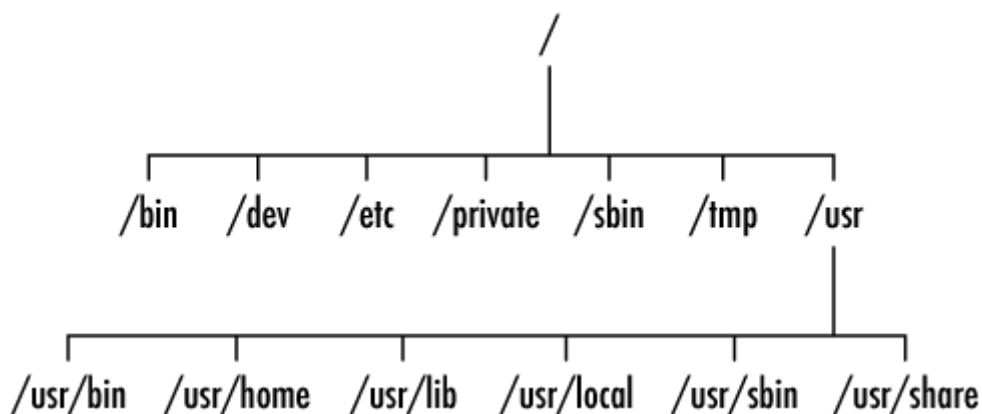 /
/bin /dev /etc /private /sbin /tmp /usr
/usr/bin /usr/home /usr/lib /usr/local /usr/sbin /usr/share